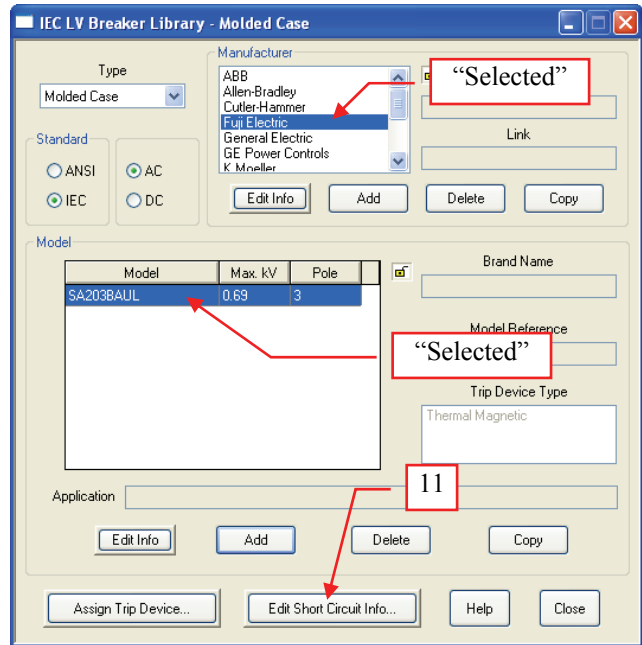 IEC LV Breaker Library - Molded Case
Type
Molded Case
Standard
ANSI
IEC
AC
DC
Manufacturer
ABB
Allen-Bradley
Cutler-Hammer
Fuji Electric
General Electric
GE Power Controls
K Moeller
“Selected”
Link
Edit Info
Add
Delete
Copy
Model
Model Max. kV Pole
SA203BAUL 0.69 3
Brand Name
Model Reference
“Selected”
Trip Device Type
Thermal Magnetic
11
Application
Edit Info
Add
Delete
Copy
Assign Trip Device...
Edit Short Circuit Info...
Help
Close